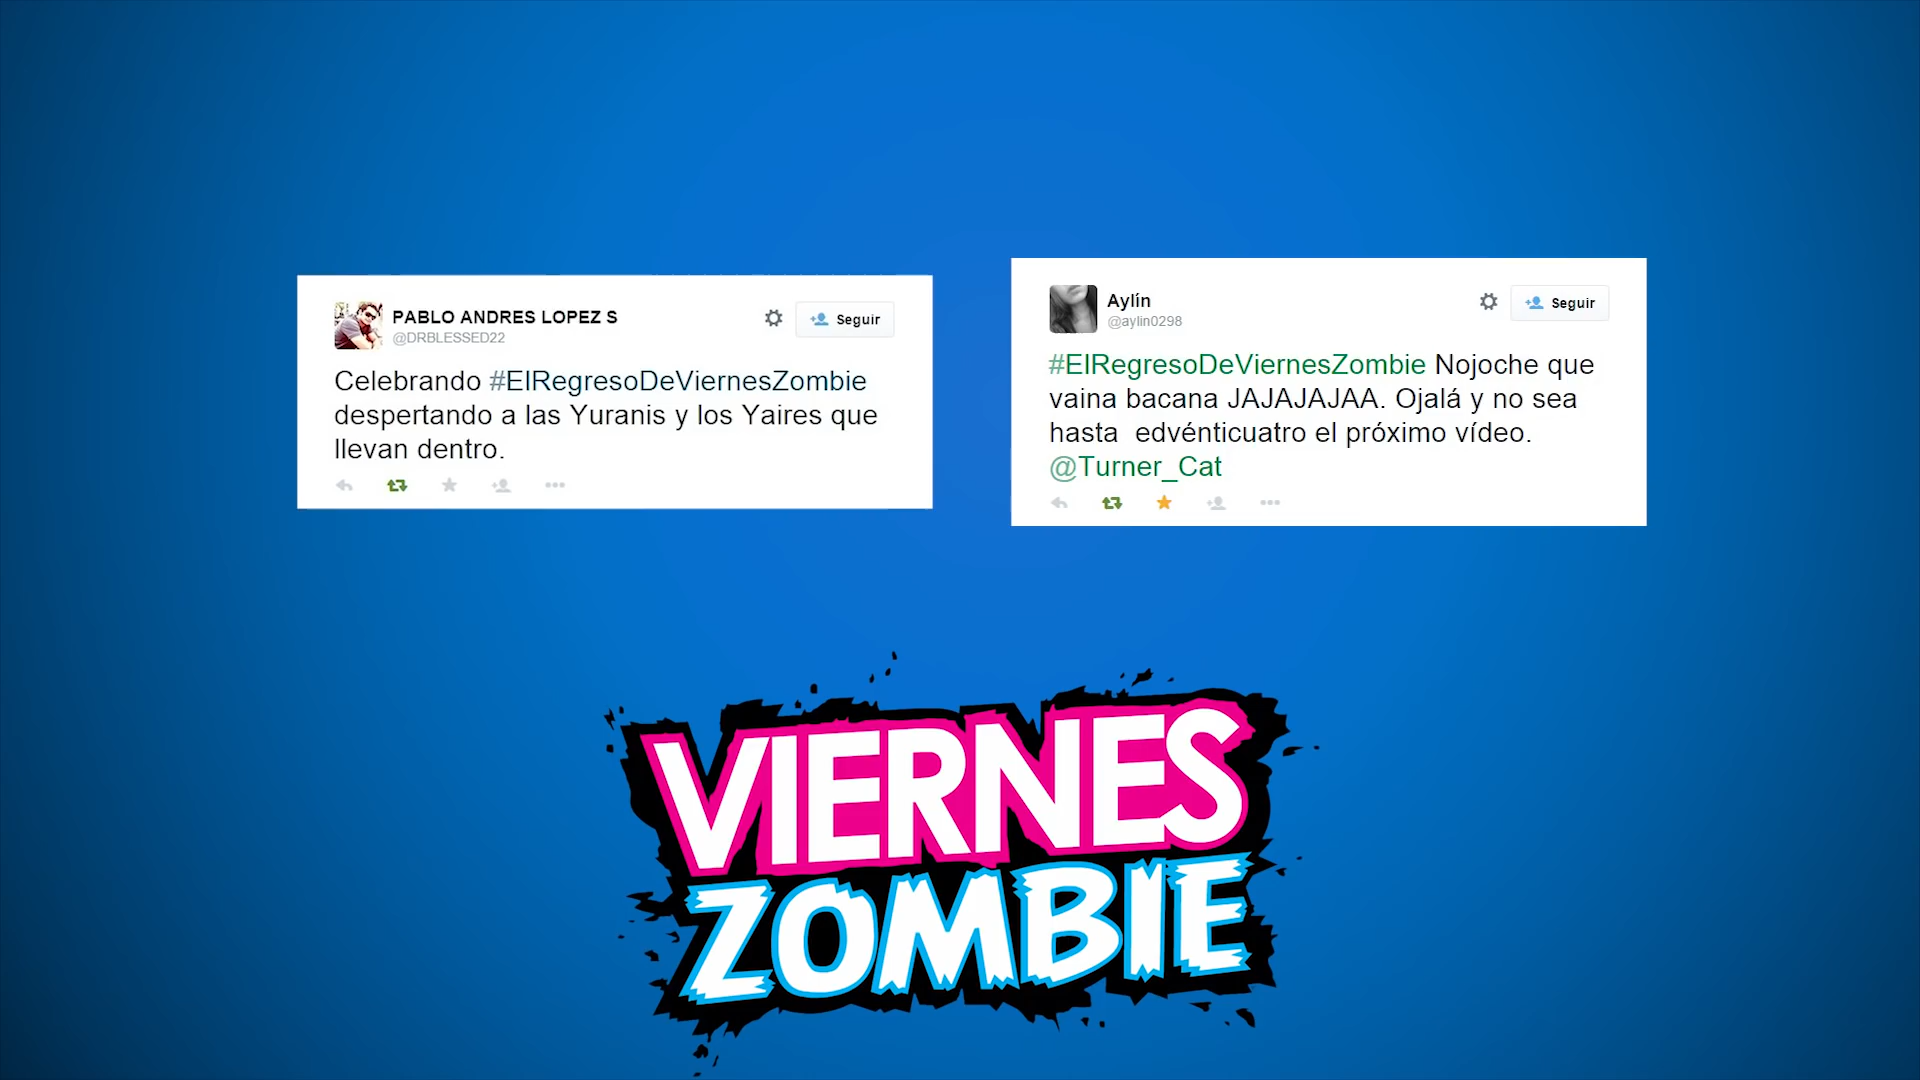 PABLO ANDRES LOPEZ S
@DRBLESSED22
Seguir
Celebrando #ElRegresoDeViernesZombie
despertando a las Yuranis y los Yaires que
llevan dentro.
Aylín
@aylin0298
Seguir
#ElRegresoDeViernesZombie Nojoche que
vaina bacana JAJAJAJAA. Ojalá y no sea
hasta  edvénticuatro el próximo vídeo.
@Turner_Cat
VIERNES
ZOMBIE